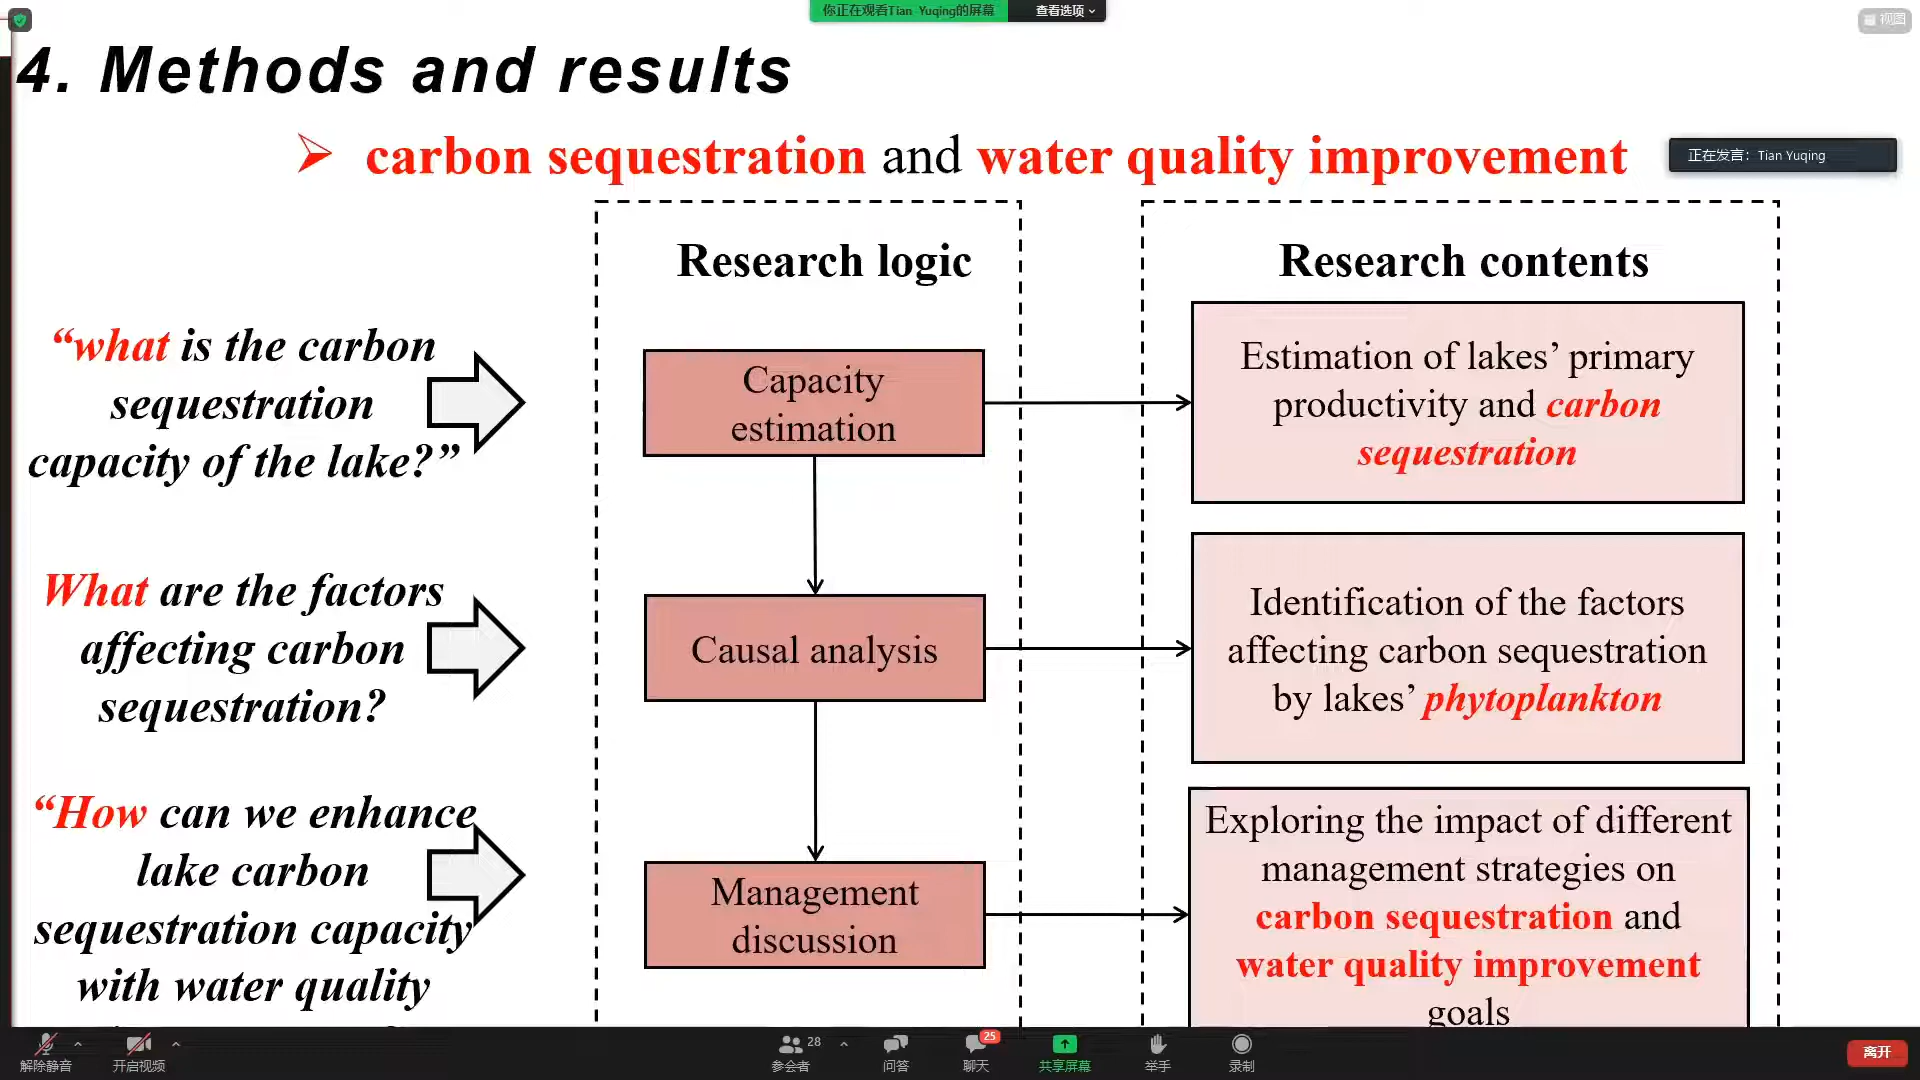 你正在观看Tian Yuqing的屏幕
查看选项
视图
4. Methods and results
carbon sequestration and water quality improvement
正在发言: Tian Yuqing
Research logic
Research contents
“what is the carbon
sequestration
capacity of the lake?”
Capacity
estimation
Estimation of lakes’ primary
productivity and carbon
sequestration
What are the factors
affecting carbon
sequestration?
Causal analysis
Identification of the factors
affecting carbon sequestration
by lakes’ phytoplankton
“How can we enhance
lake carbon
sequestration capacity
with water quality
Management
discussion
Exploring the impact of different
management strategies on
carbon sequestration and
water quality improvement
goals
解除静音
开启视频
28
参会者
问答
25
聊天
共享屏幕
举手
录制
离开